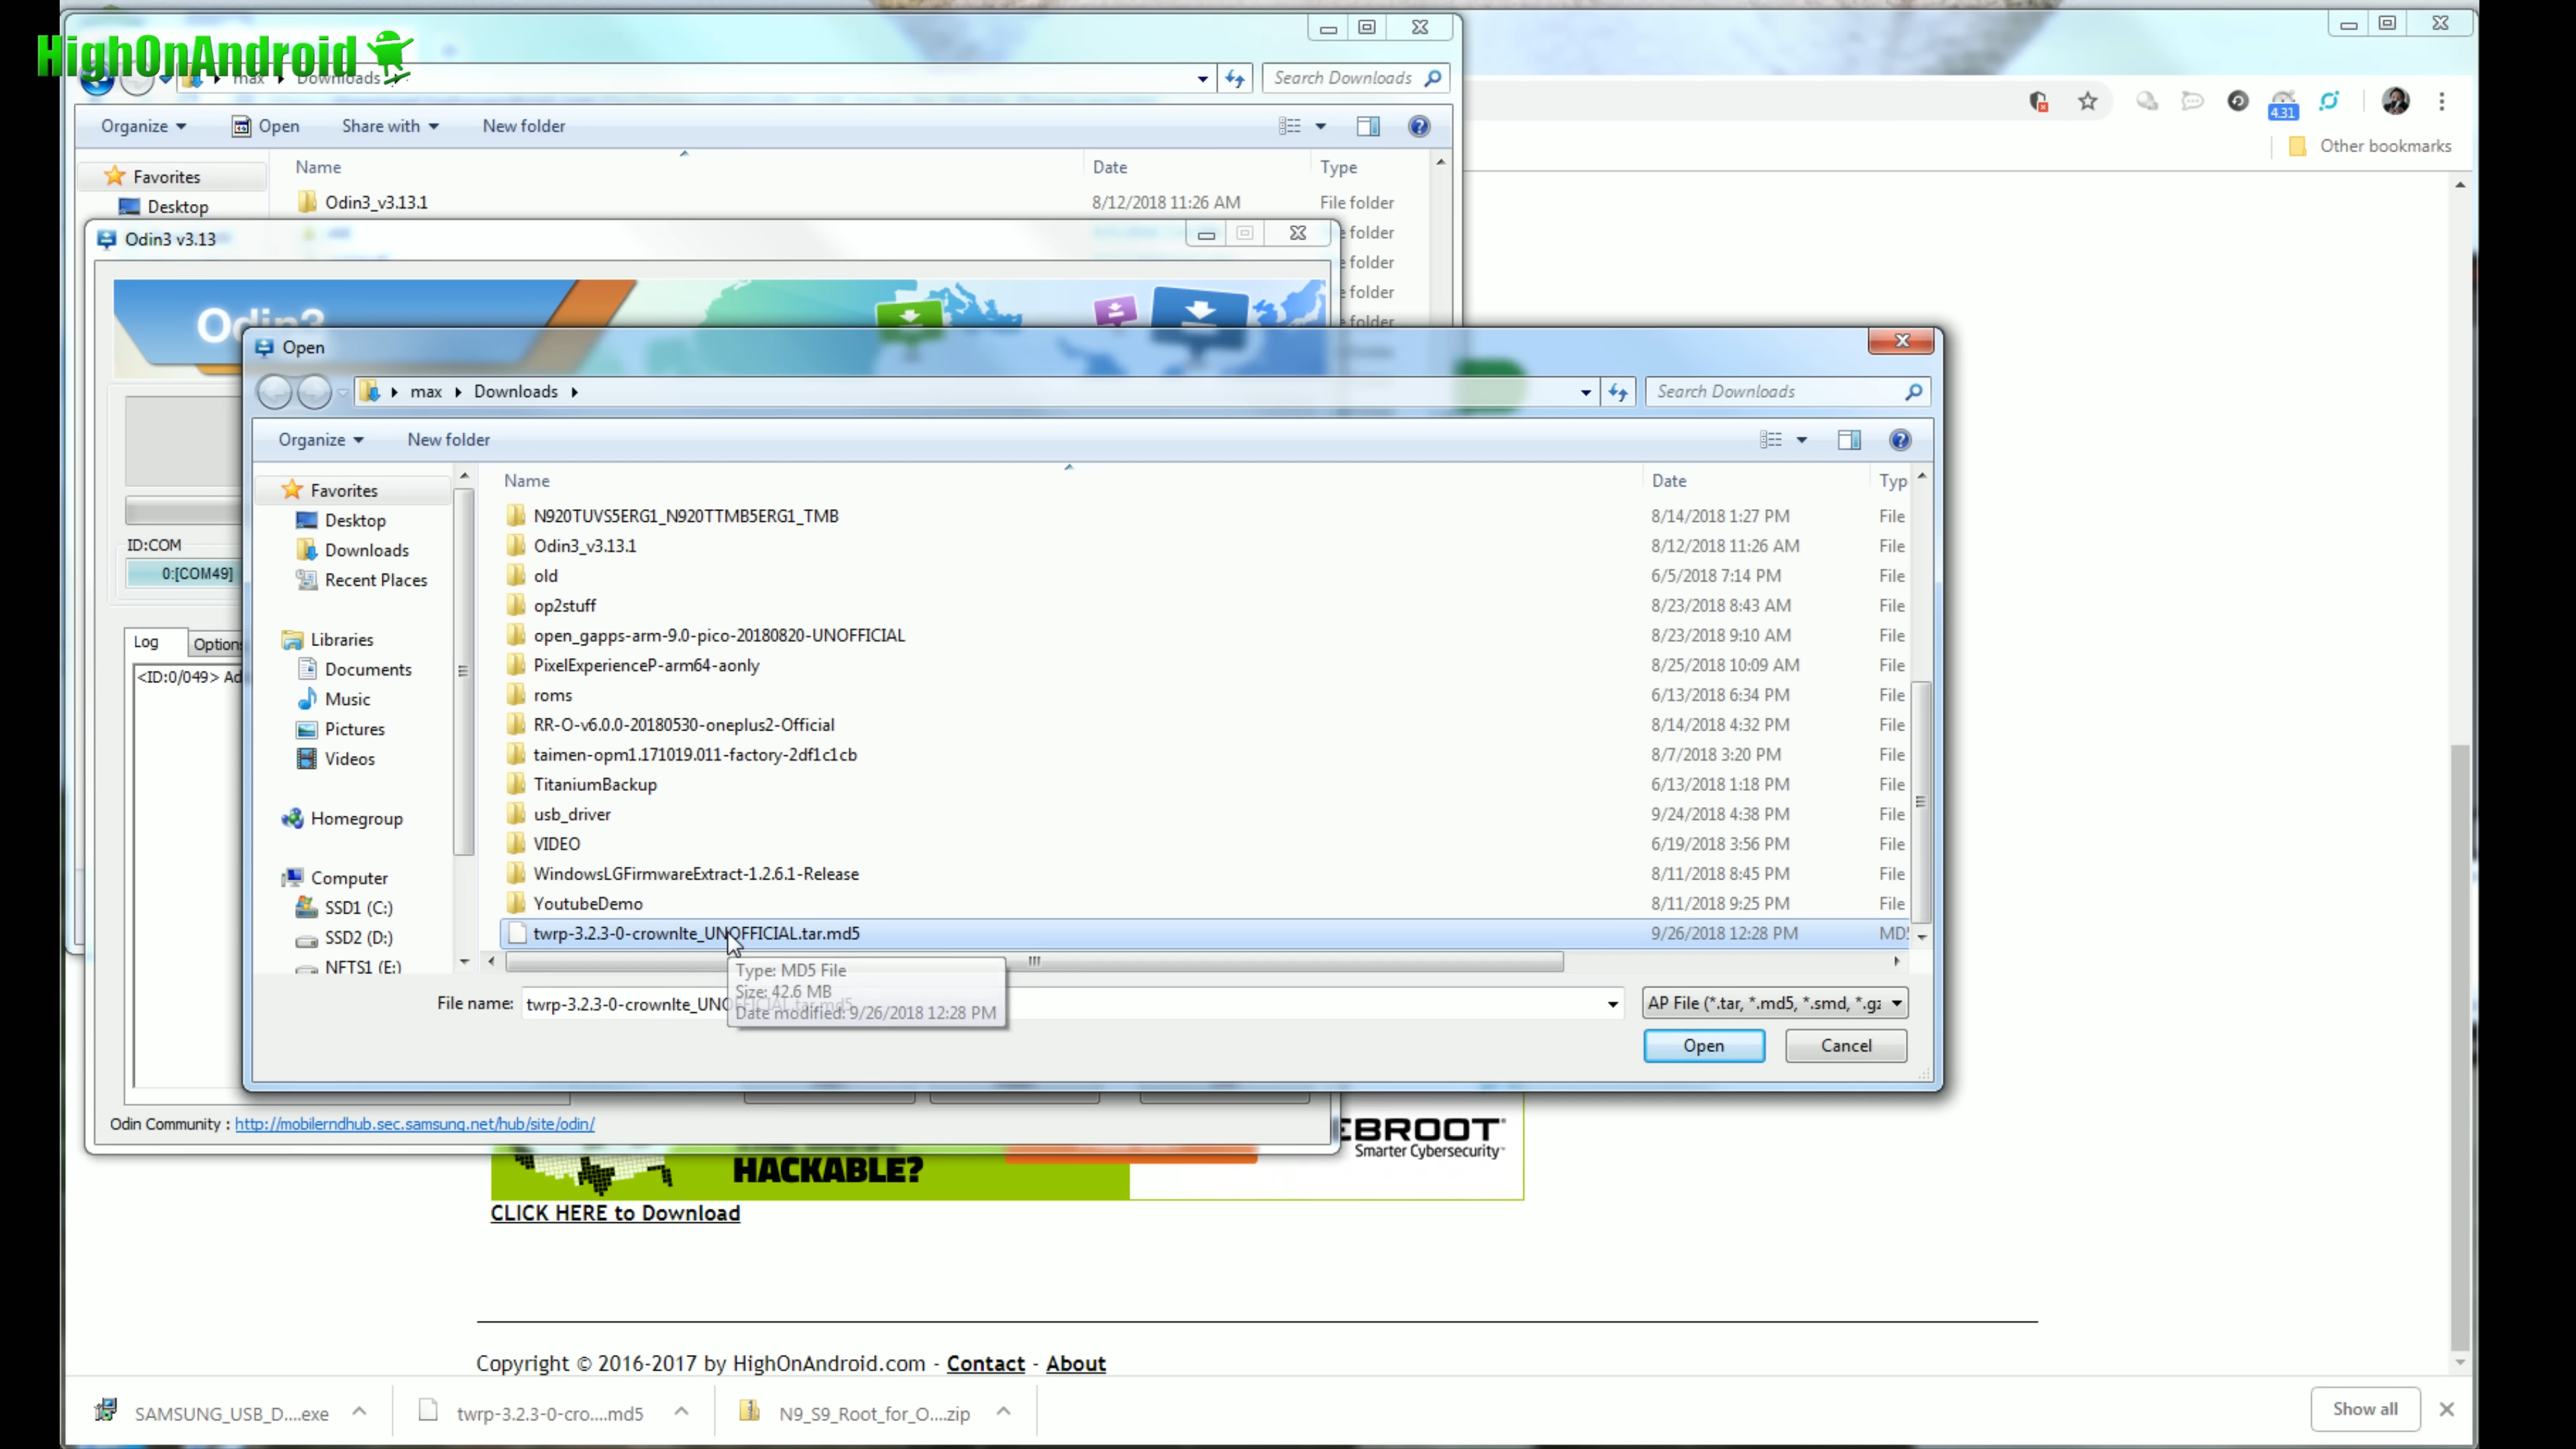 HighOnAndroid
max Downloads
Search Downloads
Organize Open Share with New folder
4.31
Other bookmarks
Name Date Type
Favorites
Desktop
Odin3_v3.13.1 8/12/2018 11:26 AM File folder
Odin3 v3.13
folder
folder
folder
folder
Open
max Downloads
Search Downloads
Organize New folder
Name Date Typ
Favorites
Desktop
Downloads
Recent Places
Libraries
Documents
Music
Pictures
Videos
Homegroup
Computer
SSD1 (C:)
SSD2 (D:)
NFTS1 (E:)
N920TUVS5ERG1_N920TTMB5ERG1_TMB 8/14/2018 1:27 PM File
Odin3_v3.13.1 8/12/2018 11:26 AM File
old 6/5/2018 7:14 PM File
op2stuff 8/23/2018 8:43 AM File
open_gapps-arm-9.0-pico-20180820-UNOFFICIAL 8/23/2018 9:10 AM File
PixelExperienceP-arm64-aonly 8/25/2018 10:09 AM File
roms 6/13/2018 6:34 PM File
RR-O-v6.0.0-20180530-oneplus2-Official 8/14/2018 4:32 PM File
taimen-opm1.171019.011-factory-2df1c1cb 8/7/2018 3:20 PM File
TitaniumBackup 6/13/2018 1:18 PM File
usb_driver 9/24/2018 4:38 PM File
VIDEO 6/19/2018 3:56 PM File
WindowsLGFirmwareExtract-1.2.6.1-Release 8/11/2018 8:45 PM File
YoutubeDemo 8/11/2018 9:25 PM File
twrp-3.2.3-0-crownlte_UNOFFICIAL.tar.md5 9/26/2018 12:28 PM MD5
Type: MD5 File
Size: 42.6 MB
Date modified: 9/26/2018 12:28 PM
File name: twrp-3.2.3-0-crownlte_UNOFFICIAL.tar.md5
AP File (*.tar, *.md5, *.smd, *.gz
Open Cancel
ID:COM
0:[COM49]
Log Options
<ID:0/049> Ad
Odin Community : http://mobilerndhub.sec.samsung.net/hub/site/odin/
HACKABLE?
EBROOT
Smarter Cybersecurity
CLICK HERE to Download
Copyright © 2016-2017 by HighOnAndroid.com - Contact - About
SAMSUNG_USB_D....exe
twrp-3.2.3-0-cro....md5
N9_S9_Root_for_O....zip
Show all